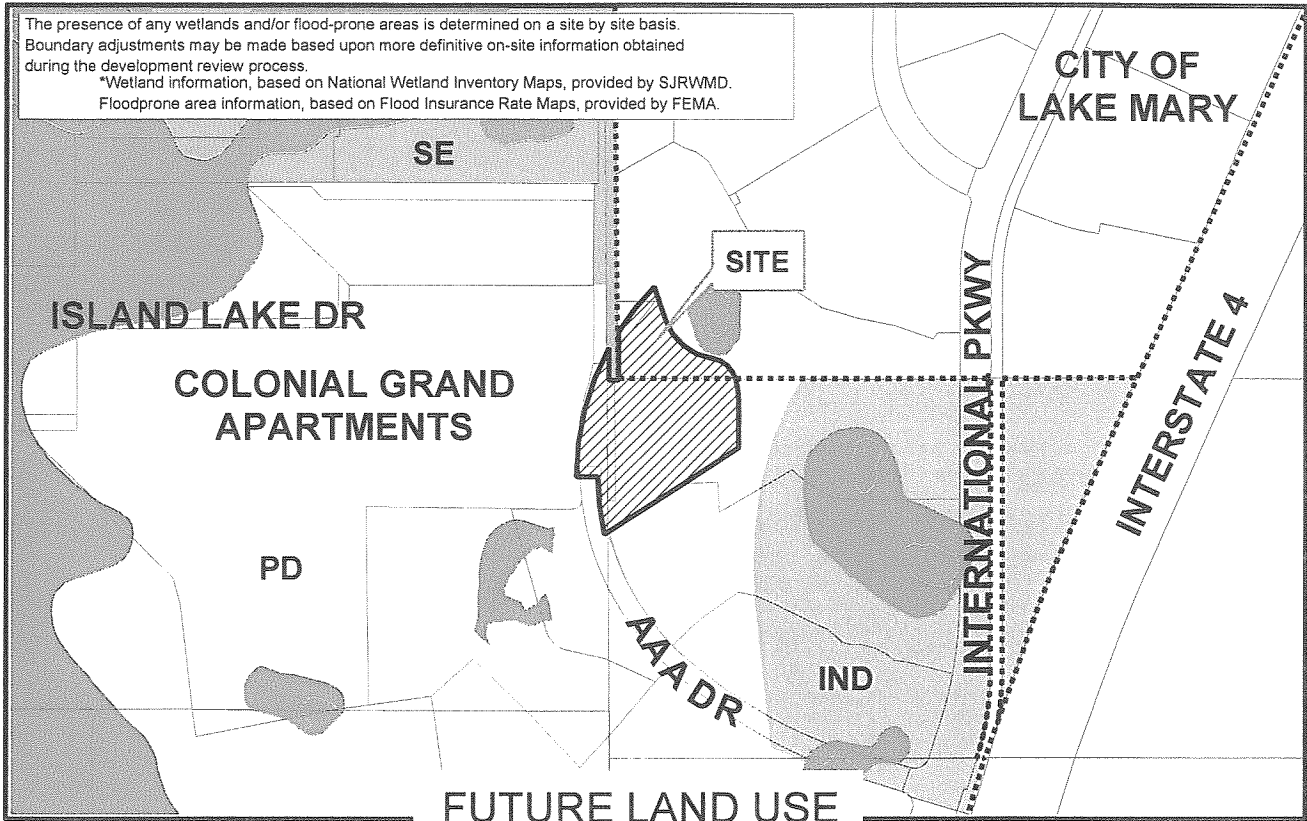 The presence of any wetlands and/or flood-prone areas is determined on a site by site basis.
Boundary adjustments may be made based upon more definitive on-site information obtained
during the development review process.
*Wetland information, based on National Wetland Inventory Maps, provided by SJRWMD.
Floodprone area information, based on Flood Insurance Rate Maps, provided by FEMA.
CITY OF
LAKE MARY
SE
SITE
ISLAND LAKE DR
COLONIAL GRAND
APARTMENTS
INTERNATIONAL PKWY
INTERSTATE 4
PD
AAA DR
IND
FUTURE LAND USE